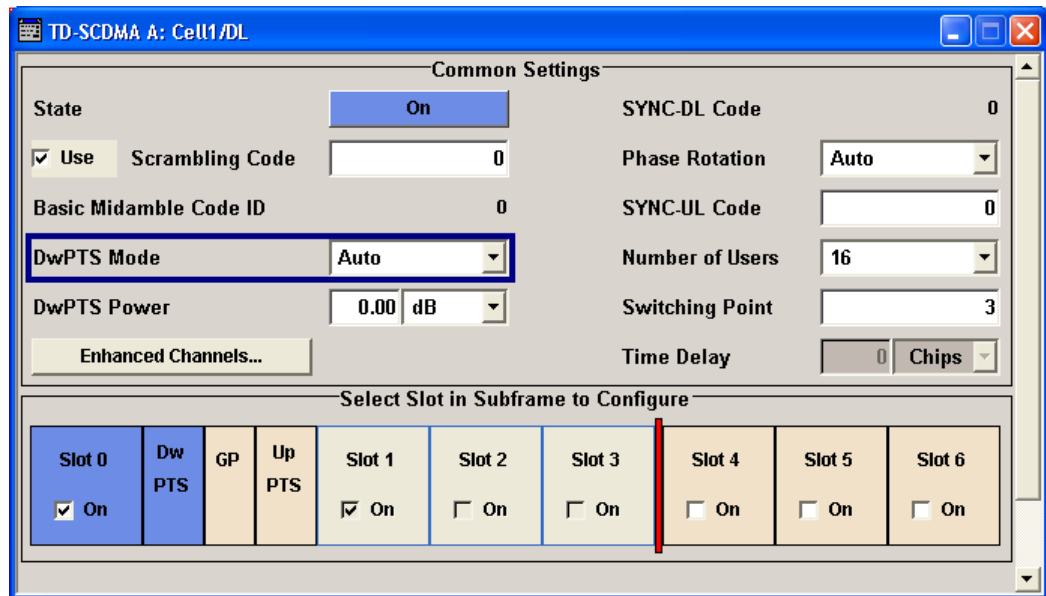 TD-SCDMA A: Cell1/DL
Common Settings
State On SYNC-DL Code 0
Use Scrambling Code 0 Phase Rotation Auto
Basic Midamble Code ID 0 SYNC-UL Code 0
DwPTS Mode Auto Number of Users 16
DwPTS Power 0.00 dB Switching Point 3
Enhanced Channels... Time Delay 0 Chips
Select Slot in Subframe to Configure
Slot 0 Dw GP Up Slot 1 Slot 2 Slot 3 Slot 4 Slot 5 Slot 6
PTS PTS
On On On On On On On